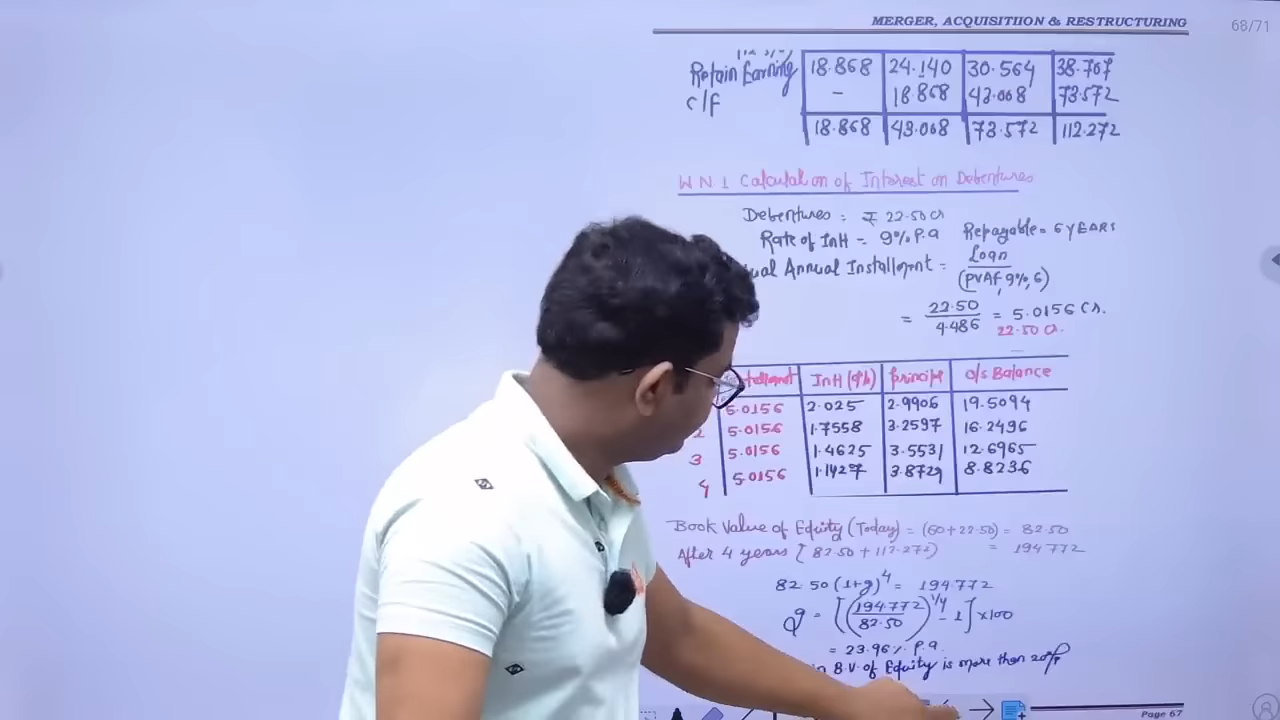 MERGER, ACQUISITIION & RESTRUCTURING
68/71
Retain Earning 18.868 24.140 30.564 38.707
c/f - 18.868 43.008 73.572
18.868 43.008 73.572 112.272
W N 1 Calculation of Interest on Debentures
Debentures : ₹ 22.50 Cr
Rate of Int = 9% P.a Repayable = 6 YEARS
Annual Installment = Loan
(PVAF, 9%, 6)
= 22.50 = 5.0156 Cr.
4.486 22.50 Cr.
Int (9%) Principle O/s Balance
5.0156 2.025 2.9906 19.5094
2 5.0156 1.7558 3.2597 16.2496
3 5.0156 1.4625 3.5531 12.6965
4 5.0156 1.1427 3.8729 8.8236
Book Value of Equity (Today) = (60+22.50) = 82.50
After 4 years [82.50 + 112.272) = 194.772
82.50 (1+g)^4 = 194.772
g = [(194.772 / 82.50)^1/4 - 1] x100
= 23.96% P.a.
in B.V. of Equity is more than 20%
Page 67